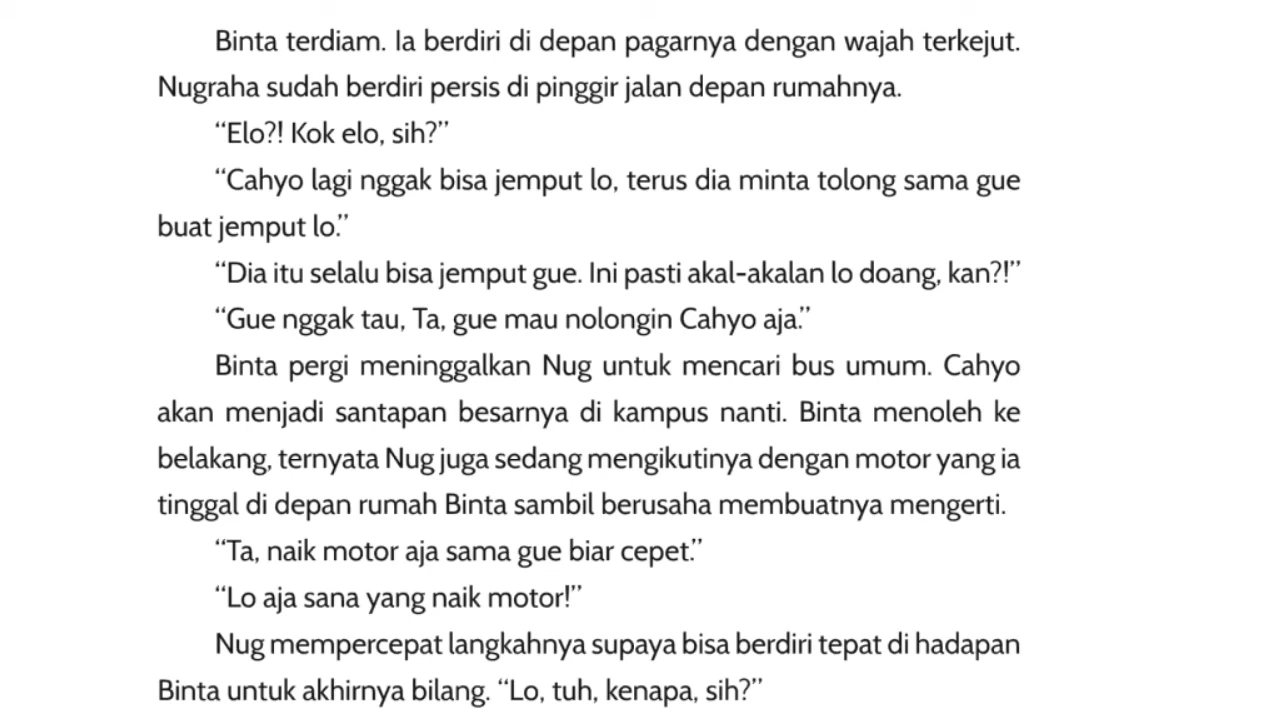 Binta terdiam. Ia berdiri di depan pagarnya dengan wajah terkejut.
Nugraha sudah berdiri persis di pinggir jalan depan rumahnya.
“Elo?! Kok elo, sih?”
“Cahyo lagi nggak bisa jemput lo, terus dia minta tolong sama gue
buat jemput lo.”
“Dia itu selalu bisa jemput gue. Ini pasti akal-akalan lo doang, kan?!”
“Gue nggak tau, Ta, gue mau nolongin Cahyo aja.”
Binta pergi meninggalkan Nug untuk mencari bus umum. Cahyo
akan menjadi santapan besarnya di kampus nanti. Binta menoleh ke
belakang, ternyata Nug juga sedang mengikutinya dengan motor yang ia
tinggal di depan rumah Binta sambil berusaha membuatnya mengerti.
“Ta, naik motor aja sama gue biar cepet.”
“Lo aja sana yang naik motor!”
Nug mempercepat langkahnya supaya bisa berdiri tepat di hadapan
Binta untuk akhirnya bilang. “Lo, tuh, kenapa, sih?”